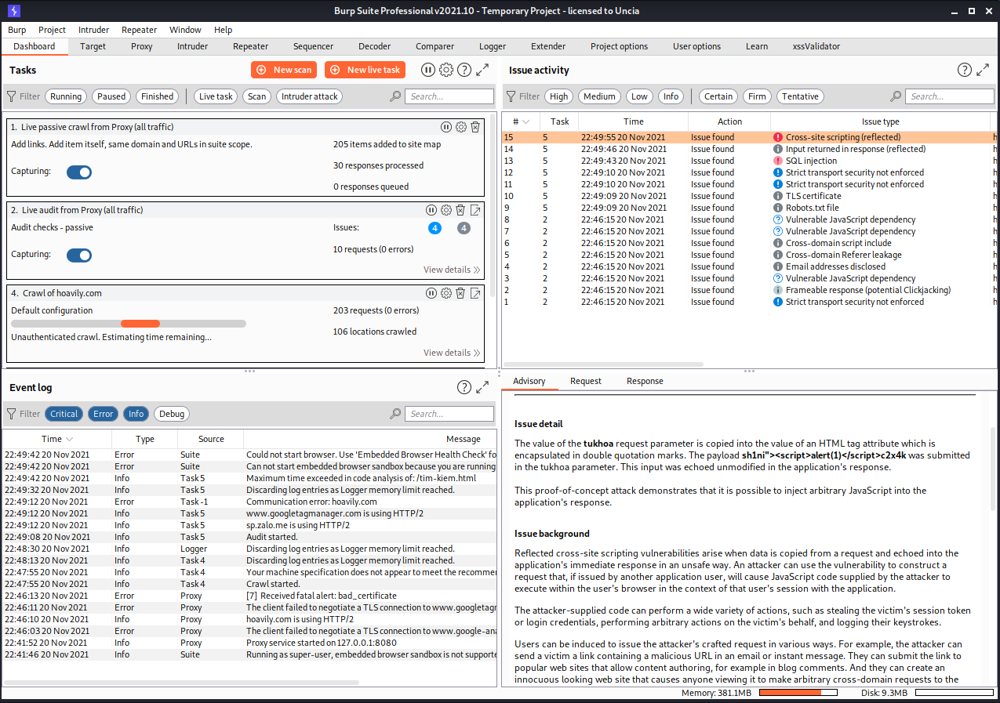 Burp Suite Professional v2021.10 - Temporary Project - licensed to Uncia
Burp Project Intruder Repeater Window Help
Dashboard Target Proxy Intruder Repeater Sequencer Decoder Comparer Logger Extender Project options User options Learn xssValidator
Tasks
New scan New live task
Filter Running Paused Finished Live task Scan Intruder attack Search...
1. Live passive crawl from Proxy (all traffic)
Add links. Add item itself, same domain and URLs in suite scope. 205 items added to site map
Capturing: 30 responses processed
0 responses queued
2. Live audit from Proxy (all traffic)
Audit checks - passive Issues: 4 4
Capturing: 10 requests (0 errors)
View details
4. Crawl of hoavily.com
Default configuration 203 requests (0 errors)
106 locations crawled
Unauthenticated crawl. Estimating time remaining...
View details
Issue activity
Filter High Medium Low Info Certain Firm Tentative Search...
# Task Time Action Issue type
15 5 22:49:55 20 Nov 2021 Issue found Cross-site scripting (reflected) h
14 5 22:49:46 20 Nov 2021 Issue found Input returned in response (reflected) h
13 5 22:49:43 20 Nov 2021 Issue found SQL injection h
12 5 22:49:10 20 Nov 2021 Issue found Strict transport security not enforced h
11 5 22:49:10 20 Nov 2021 Issue found Strict transport security not enforced h
10 5 22:49:09 20 Nov 2021 Issue found TLS certificate h
9 5 22:49:09 20 Nov 2021 Issue found Robots.txt file h
8 2 22:46:15 20 Nov 2021 Issue found Vulnerable JavaScript dependency h
7 2 22:46:15 20 Nov 2021 Issue found Vulnerable JavaScript dependency h
6 2 22:46:15 20 Nov 2021 Issue found Cross-domain script include h
5 2 22:46:15 20 Nov 2021 Issue found Cross-domain Referer leakage h
4 2 22:46:15 20 Nov 2021 Issue found Email addresses disclosed h
3 2 22:46:15 20 Nov 2021 Issue found Vulnerable JavaScript dependency h
2 2 22:46:15 20 Nov 2021 Issue found Frameable response (potential Clickjacking) h
1 2 22:46:15 20 Nov 2021 Issue found Strict transport security not enforced h
Event log
Filter Critical Error Info Debug Search...
Time Type Source Message
22:49:42 20 Nov 2021 Error Suite Could not start browser. Use 'Embedded Browser Health Check' fo
22:49:42 20 Nov 2021 Error Suite Can not start embedded browser sandbox because you are running
22:49:42 20 Nov 2021 Info Task 5 Maximum time exceeded in code analysis of: /tim-kiem.html
22:49:32 20 Nov 2021 Info Task 5 Discarding log entries as Logger memory limit reached.
22:49:12 20 Nov 2021 Error Task -1 Communication error: hoavily.com
22:49:12 20 Nov 2021 Info Task 5 www.googletagmanager.com is using HTTP/2
22:49:12 20 Nov 2021 Info Task 5 sp.zalo.me is using HTTP/2
22:49:08 20 Nov 2021 Info Task 5 Audit started.
22:48:30 20 Nov 2021 Info Logger Discarding log entries as Logger memory limit reached.
22:48:13 20 Nov 2021 Info Task 4 Discarding log entries as Logger memory limit reached.
22:47:55 20 Nov 2021 Info Task 4 Your machine specification does not appear to meet the recomme
22:47:55 20 Nov 2021 Info Task 4 Crawl started.
22:46:13 20 Nov 2021 Error Proxy [7] Received fatal alert: bad_certificate
22:46:11 20 Nov 2021 Error Proxy The client failed to negotiate a TLS connection to www.googletag
22:46:10 20 Nov 2021 Info Proxy hoavily.com is using HTTP/2
22:46:03 20 Nov 2021 Error Proxy The client failed to negotiate a TLS connection to www.google-ana
22:41:52 20 Nov 2021 Info Proxy Proxy service started on 127.0.0.1:8080
22:41:46 20 Nov 2021 Info Suite Running as super-user, embedded browser sandbox is not supporte
Advisory Request Response
Issue detail
The value of the tukhoa request parameter is copied into the value of an HTML tag attribute which is
encapsulated in double quotation marks. The payload sh1ni"><script>alert(1)</script>c2x4k was submitted
in the tukhoa parameter. This input was echoed unmodified in the application's response.
This proof-of-concept attack demonstrates that it is possible to inject arbitrary JavaScript into the
application's response.
Issue background
Reflected cross-site scripting vulnerabilities arise when data is copied from a request and echoed into the
application's immediate response in an unsafe way. An attacker can use the vulnerability to construct a
request that, if issued by another application user, will cause JavaScript code supplied by the attacker to
execute within the user's browser in the context of that user's session with the application.
The attacker-supplied code can perform a wide variety of actions, such as stealing the victim's session token
or login credentials, performing arbitrary actions on the victim's behalf, and logging their keystrokes.
Users can be induced to issue the attacker's crafted request in various ways. For example, the attacker can
send a victim a link containing a malicious URL in an email or instant message. They can submit the link to
popular web sites that allow content authoring, for example in blog comments. And they can create an
innocuous looking web site that causes anyone viewing it to make arbitrary cross-domain requests to the
Memory: 381.1MB Disk: 9.3MB